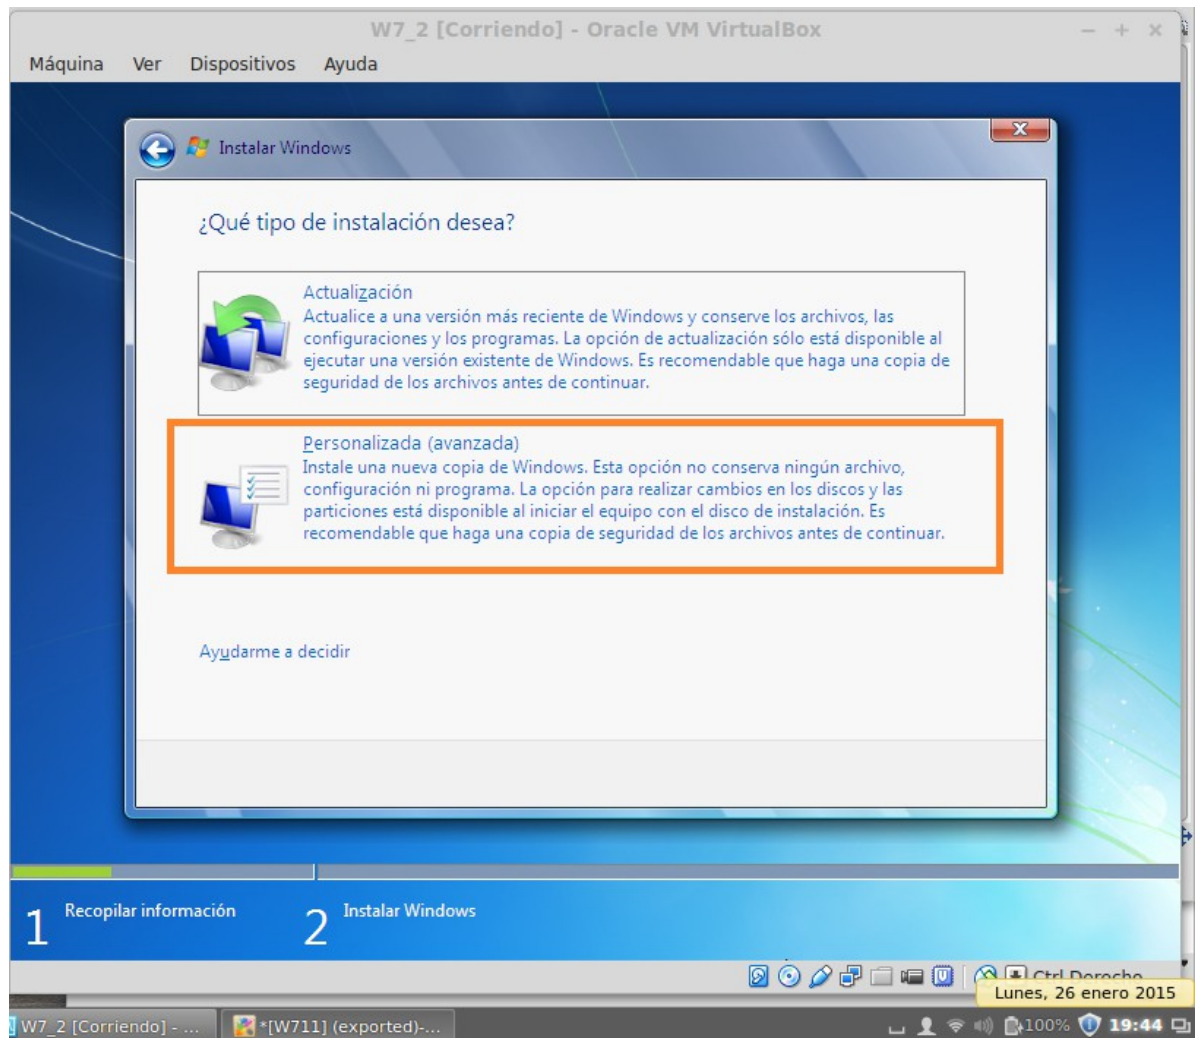 W7_2 [Corriendo] - Oracle VM VirtualBox
Máquina Ver Dispositivos Ayuda
Instalar Windows
¿Qué tipo de instalación desea?
Actualización
Actualice a una versión más reciente de Windows y conserve los archivos, las
configuraciones y los programas. La opción de actualización sólo está disponible al
ejecutar una versión existente de Windows. Es recomendable que haga una copia de
seguridad de los archivos antes de continuar.
Personalizada (avanzada)
Instale una nueva copia de Windows. Esta opción no conserva ningún archivo,
configuración ni programa. La opción para realizar cambios en los discos y las
particiones está disponible al iniciar el equipo con el disco de instalación. Es
recomendable que haga una copia de seguridad de los archivos antes de continuar.
Ayudarme a decidir
1 Recopilar información 2 Instalar Windows
Ctrl Derecho
Lunes, 26 enero 2015
W7_2 [Corriendo] - ... *[W711] (exported)-... 100% 19:44